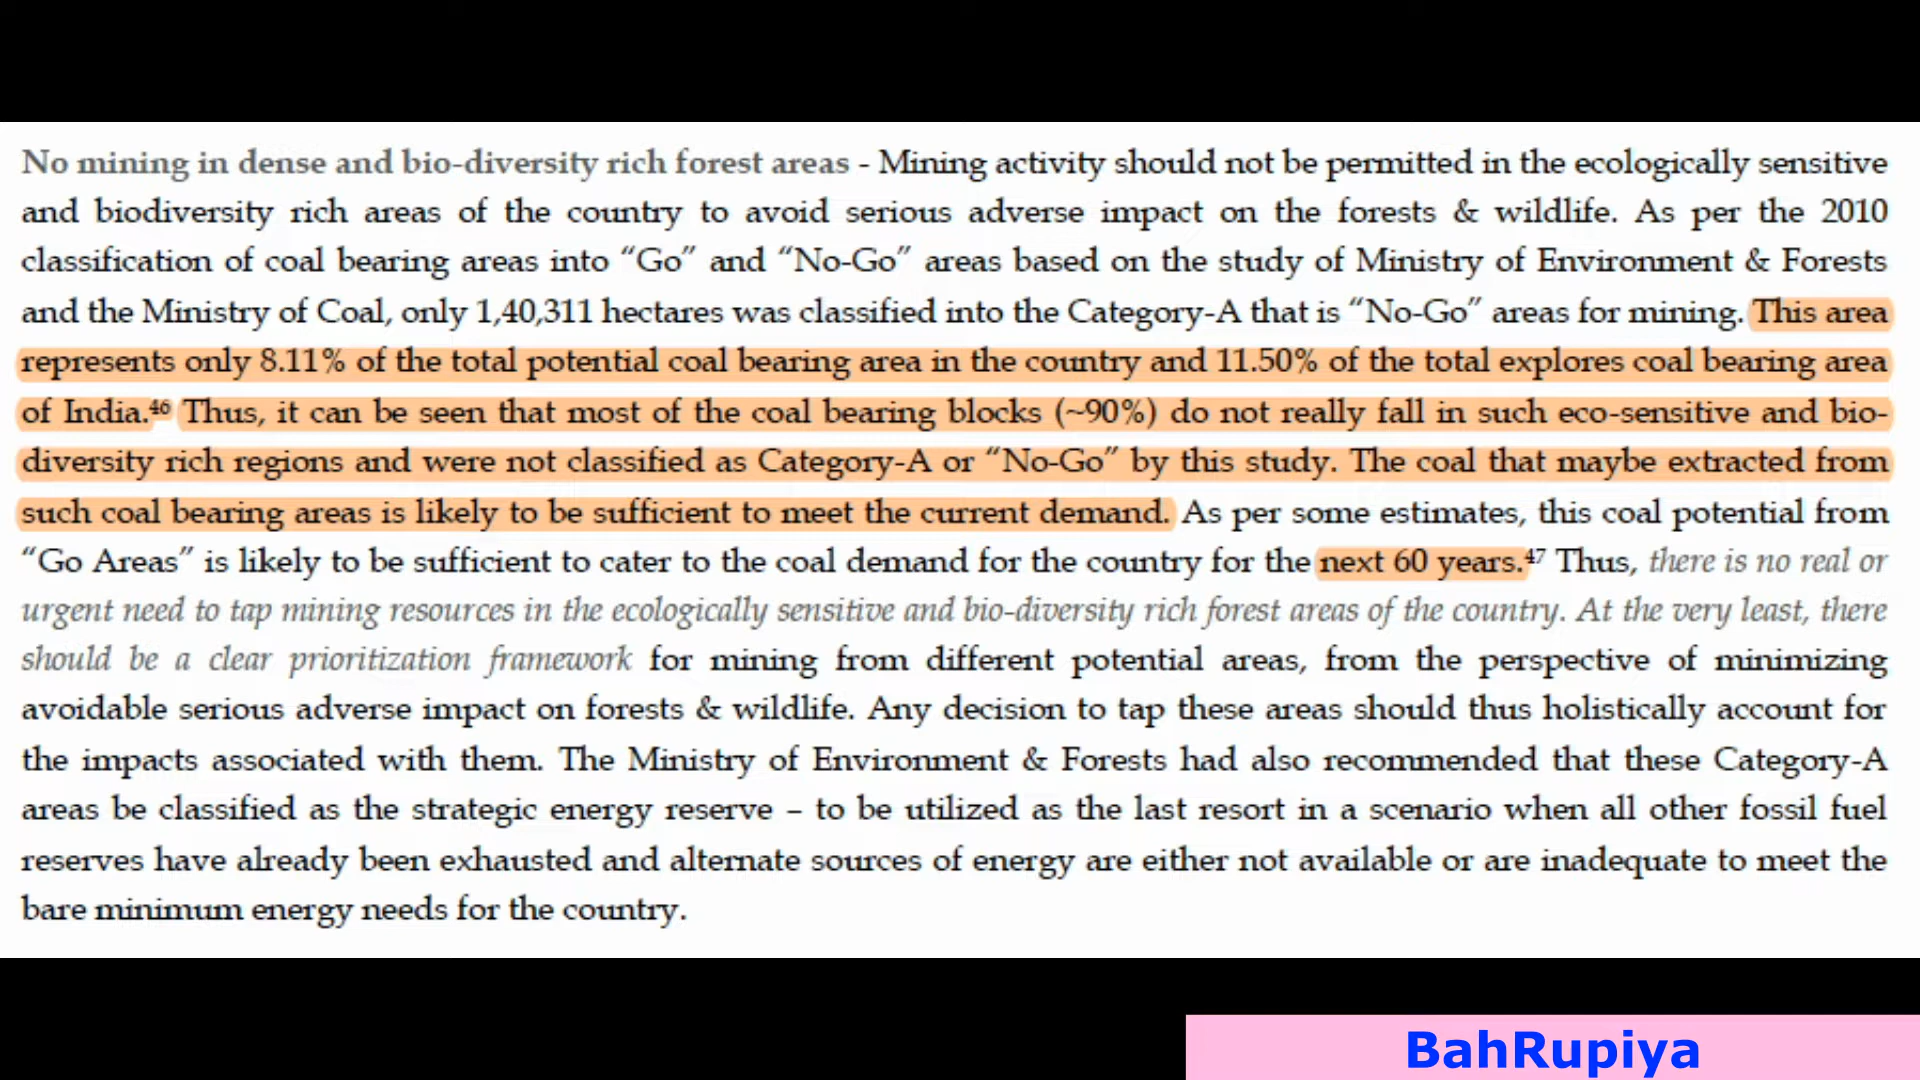 No mining in dense and bio-diversity rich forest areas - Mining activity should not be permitted in the ecologically sensitive
and biodiversity rich areas of the country to avoid serious adverse impact on the forests & wildlife. As per the 2010
classification of coal bearing areas into “Go” and “No-Go” areas based on the study of Ministry of Environment & Forests
and the Ministry of Coal, only 1,40,311 hectares was classified into the Category-A that is “No-Go” areas for mining. This area
represents only 8.11% of the total potential coal bearing area in the country and 11.50% of the total explores coal bearing area
of India.⁴⁶ Thus, it can be seen that most of the coal bearing blocks (~90%) do not really fall in such eco-sensitive and bio-
diversity rich regions and were not classified as Category-A or “No-Go” by this study. The coal that maybe extracted from
such coal bearing areas is likely to be sufficient to meet the current demand. As per some estimates, this coal potential from
“Go Areas” is likely to be sufficient to cater to the coal demand for the country for the next 60 years.⁴⁷ Thus, there is no real or
urgent need to tap mining resources in the ecologically sensitive and bio-diversity rich forest areas of the country. At the very least, there
should be a clear prioritization framework for mining from different potential areas, from the perspective of minimizing
avoidable serious adverse impact on forests & wildlife. Any decision to tap these areas should thus holistically account for
the impacts associated with them. The Ministry of Environment & Forests had also recommended that these Category-A
areas be classified as the strategic energy reserve – to be utilized as the last resort in a scenario when all other fossil fuel
reserves have already been exhausted and alternate sources of energy are either not available or are inadequate to meet the
bare minimum energy needs for the country.
BahRupiya